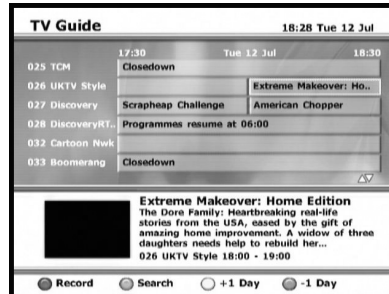 TV Guide 18:28 Tue 12 Jul
17:30 Tue 12 Jul 18:30
025 TCM Closedown
026 UKTV Style Extreme Makeover: Ho..
027 Discovery Scrapheap Challenge American Chopper
028 DiscoveryRT.. Programmes resume at 06:00
032 Cartoon Nwk
033 Boomerang Closedown
Extreme Makeover: Home Edition
The Dore Family: Heartbreaking real-life
stories from the USA, eased by the gift of
amazing home improvement. A widow of three
daughters needs help to rebuild her...
026 UKTV Style 18:00 - 19:00
Record Search +1 Day -1 Day